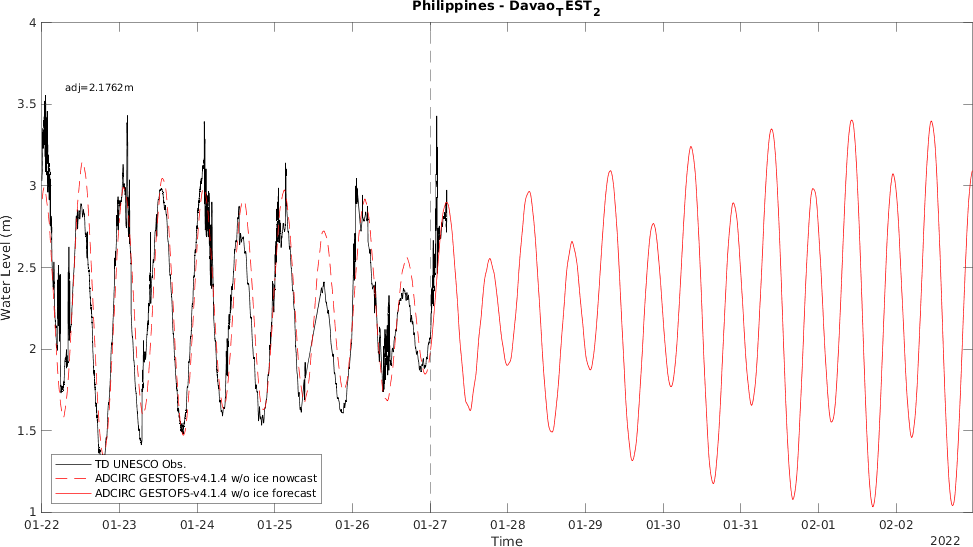 Philippines - Davao_TEST_2
4
3.5
3
2.5
2
1.5
1
Water Level (m)
adj=2.1762m
TD UNESCO Obs.
ADCIRC GESTOFS-v4.1.4 w/o ice nowcast
ADCIRC GESTOFS-v4.1.4 w/o ice forecast
01-22 01-23 01-24 01-25 01-26 01-27 01-28 01-29 01-30 01-31 02-01 02-02
Time
2022